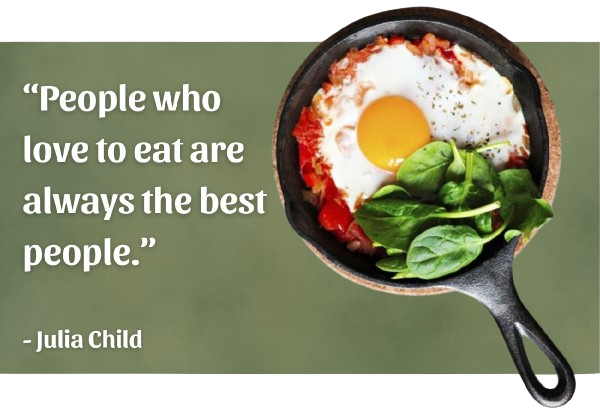 “People who
love to eat are
always the best
people.”
- Julia Child